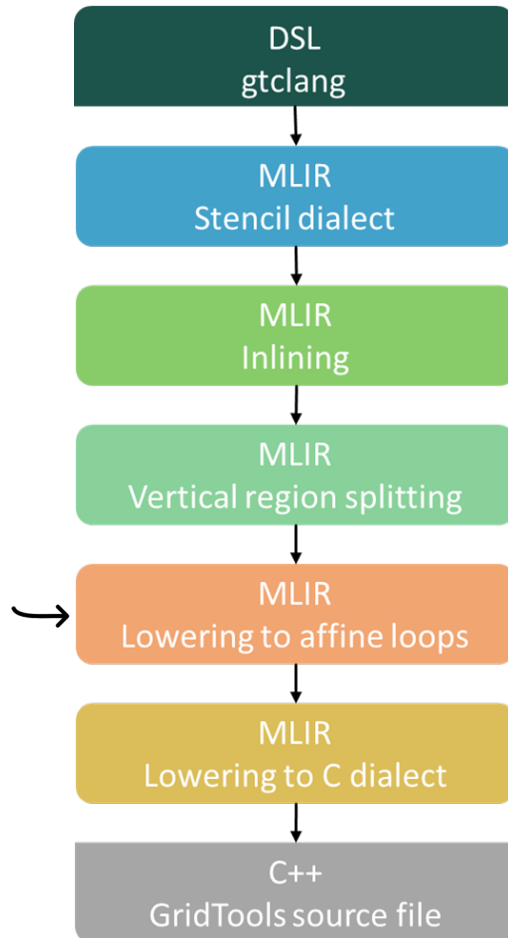 DSL
gtclang
MLIR
Stencil dialect
MLIR
Inlining
MLIR
Vertical region splitting
MLIR
Lowering to affine loops
MLIR
Lowering to C dialect
C++
GridTools source file